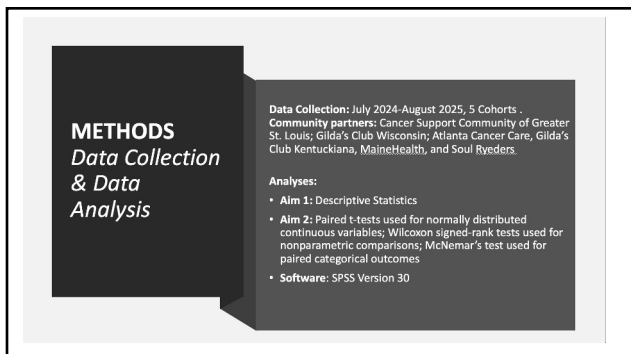 METHODS
Data Collection
& Data
Analysis
Data Collection: July 2024-August 2025, 5 Cohorts .
Community partners: Cancer Support Community of Greater
St. Louis; Gilda's Club Wisconsin; Atlanta Cancer Care, Gilda's
Club Kentuckiana, MaineHealth, and Soul Ryeders
Analyses:
• Aim 1: Descriptive Statistics
• Aim 2: Paired t-tests used for normally distributed
continuous variables; Wilcoxon signed-rank tests used for
nonparametric comparisons; McNemar's test used for
paired categorical outcomes
• Software: SPSS Version 30